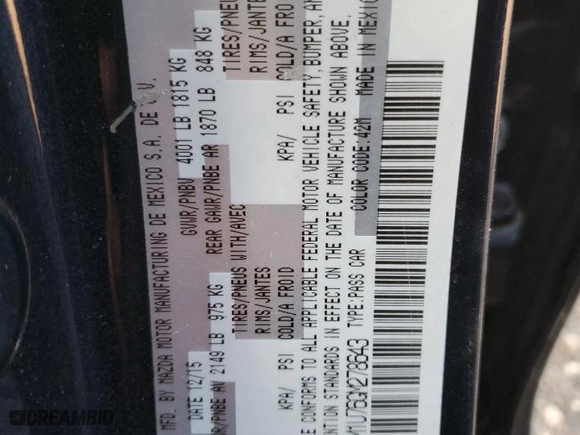 MFD. BY MAZDA MOTOR MANUFACTURING DE MEXICO S.A. DE C.V.
DATE 12/15 GVWR/PNBV 4001 LB 1815 KG
/PNBE AV 2149 LB 975 KG REAR GAWR/PNBE AR 1870 LB 848 KG
TIRES/PNEUS WITH/AVEC TIRES/PNEU
RIMS/JANTES RIMS/JANTES
KPA/ PSI COLD/A FROID KPA/ PSI COLD/A FRO
CONFORMS TO ALL APPLICABLE FEDERAL MOTOR VEHICLE SAFETY, BUMPER, AN
STANDARDS IN EFFECT ON THE DATE OF MANUFACTURE SHOWN ABOVE.
TYPE:PASS CAR COLOR CODE:42M MADE IN MEXICO
DREAMBID